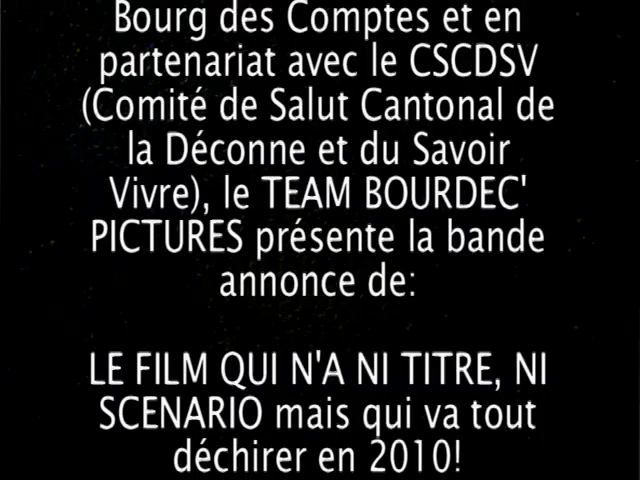 Bourg des Comptes et en
partenariat avec le CSCDSV
(Comité de Salut Cantonal de
la Déconne et du Savoir
Vivre), le TEAM BOURDEC'
PICTURES présente la bande
annonce de:
LE FILM QUI N'A NI TITRE, NI
SCENARIO mais qui va tout
déchirer en 2010!